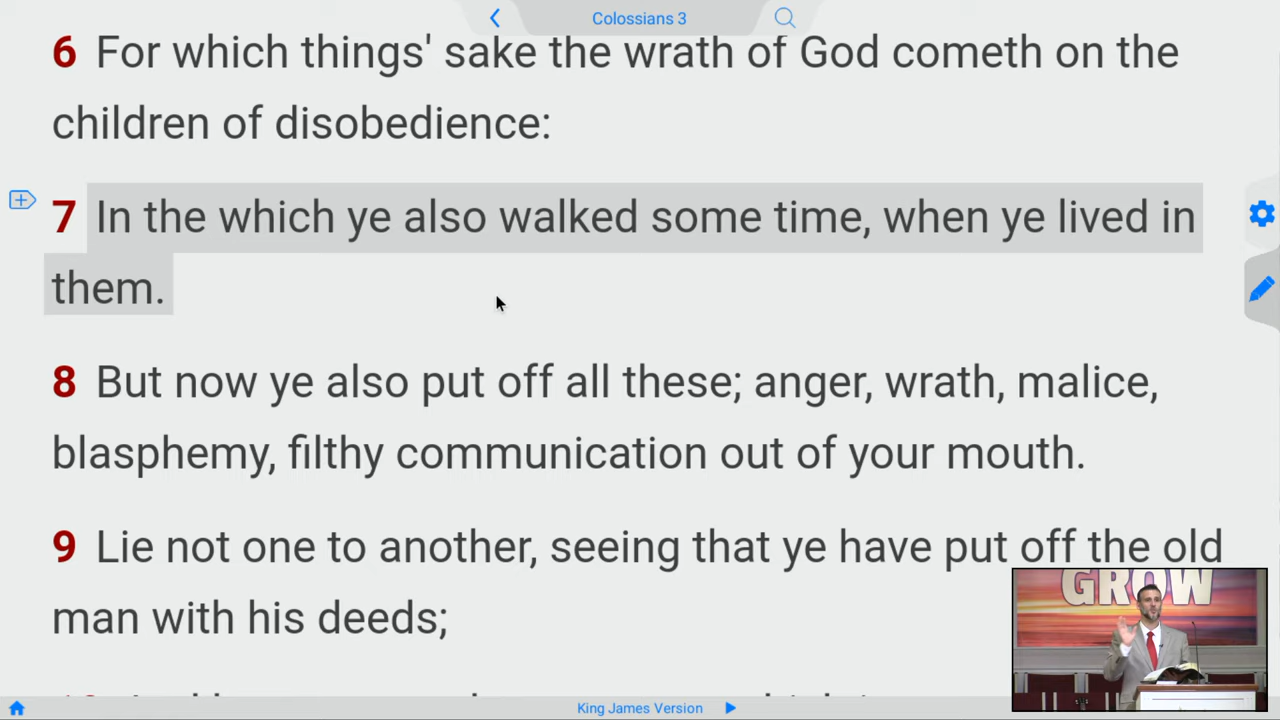 Colossians 3
6 For which things' sake the wrath of God cometh on the
children of disobedience:
7 In the which ye also walked some time, when ye lived in
them.
8 But now ye also put off all these; anger, wrath, malice,
blasphemy, filthy communication out of your mouth.
9 Lie not one to another, seeing that ye have put off the old
man with his deeds;
GROW
King James Version